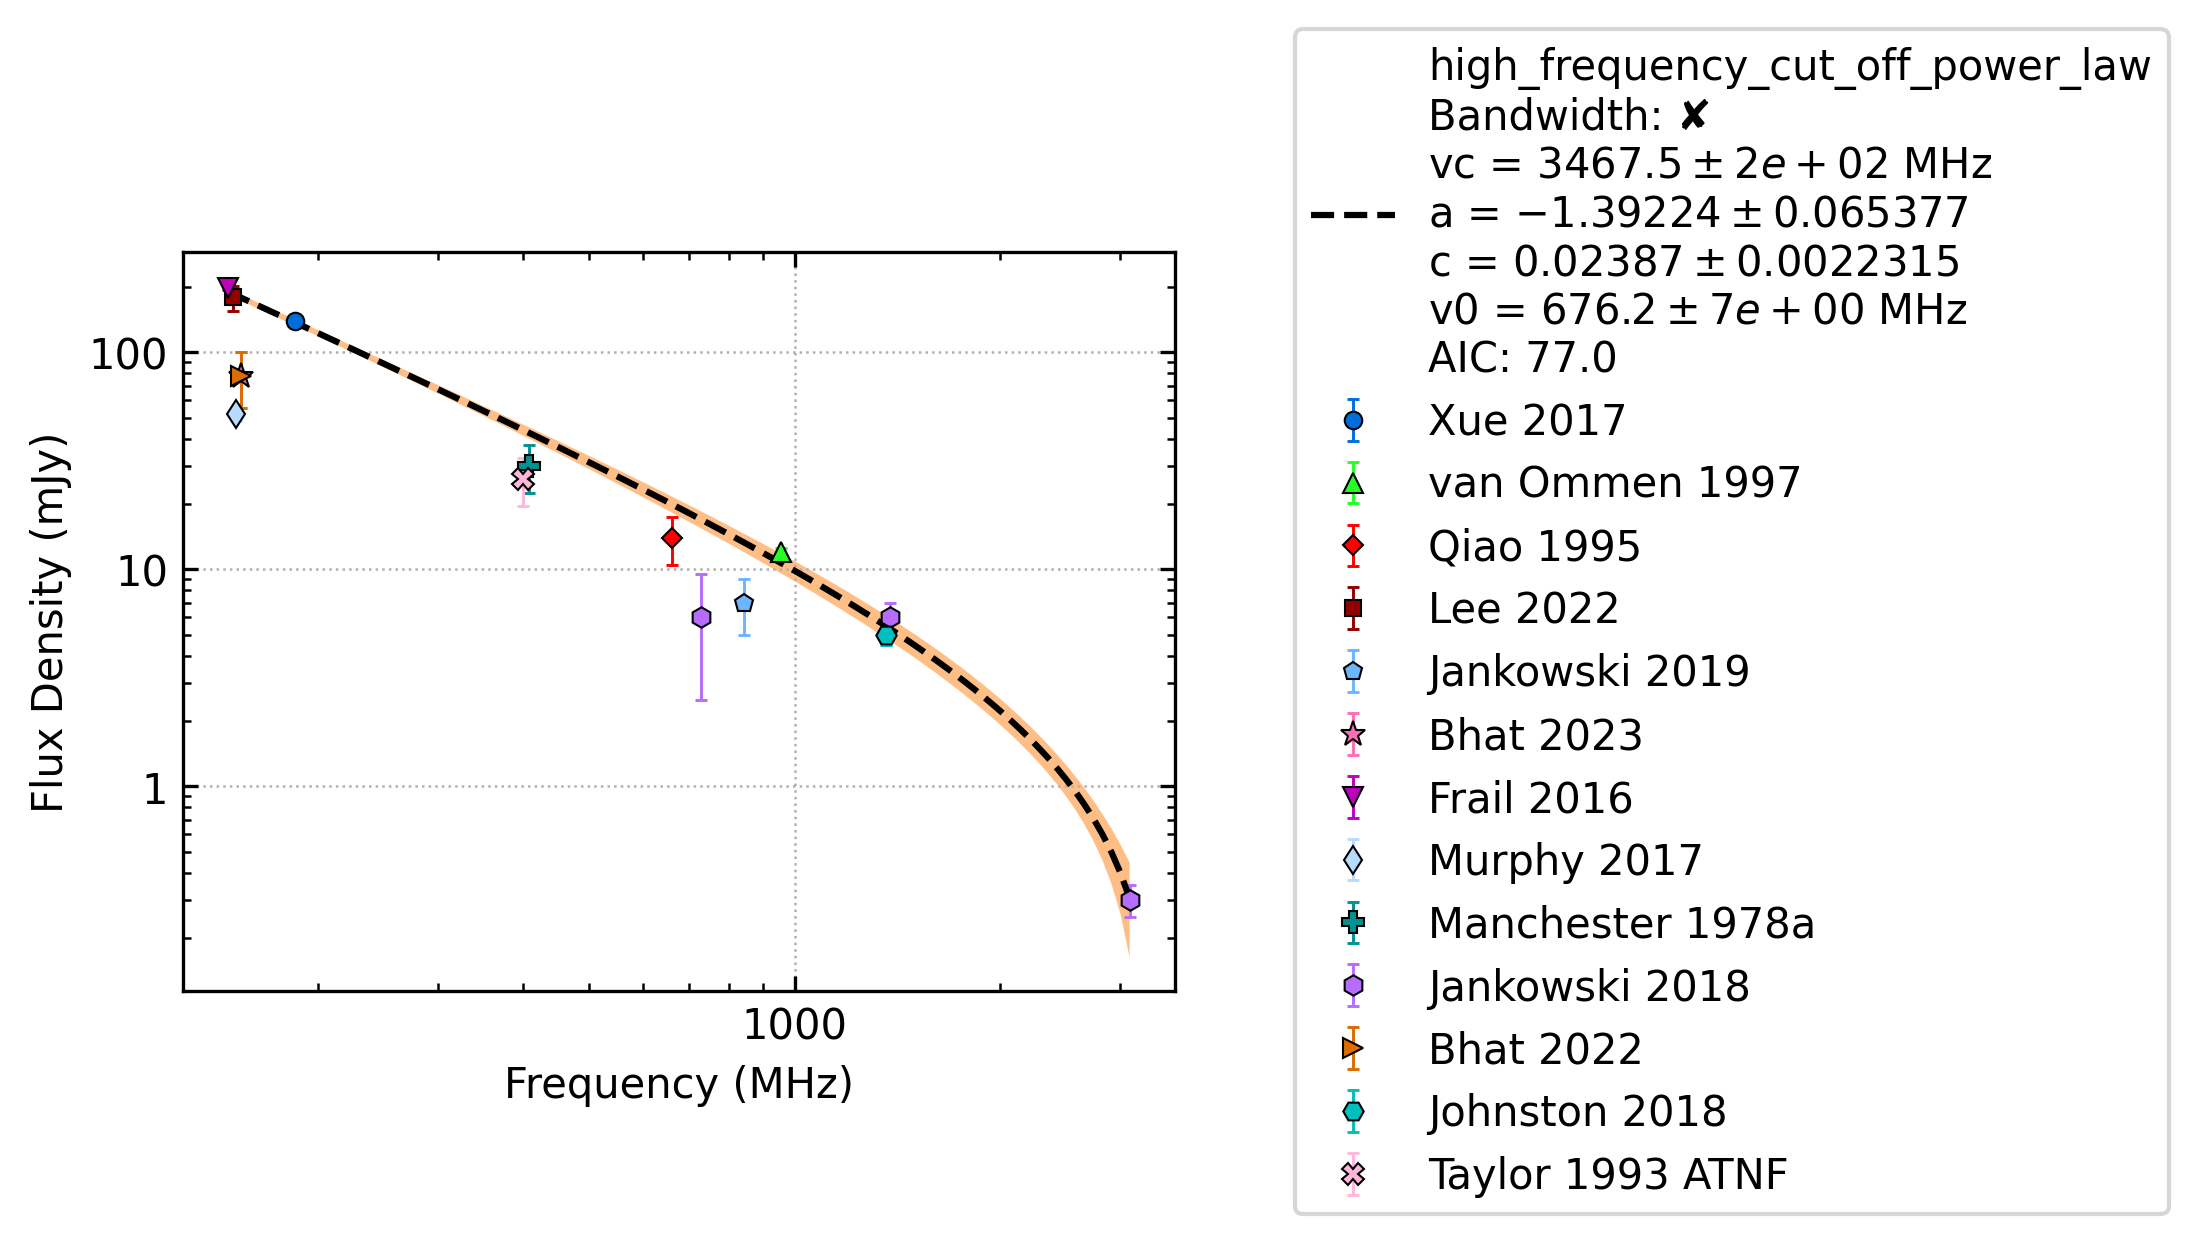 high_frequency_cut_off_power_law
Bandwidth: ✘
vc = 3467.5 ± 2e + 02 MHz
a = −1.39224 ± 0.065377
c = 0.02387 ± 0.0022315
v0 = 676.2 ± 7e + 00 MHz
AIC: 77.0
Xue 2017
van Ommen 1997
Qiao 1995
Lee 2022
Jankowski 2019
Bhat 2023
Frail 2016
Murphy 2017
Manchester 1978a
Jankowski 2018
Bhat 2022
Johnston 2018
Taylor 1993 ATNF
Flux Density (mJy)
100
10
1
1000
Frequency (MHz)